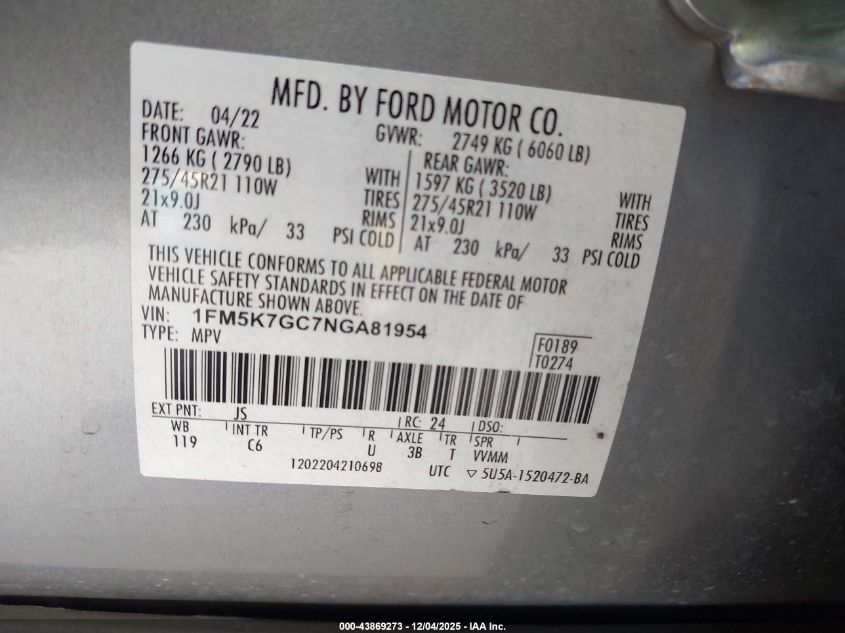 MFD. BY FORD MOTOR CO.
DATE: 04/22 GVWR: 2749 KG ( 6060 LB)
FRONT GAWR: REAR GAWR:
1266 KG ( 2790 LB) WITH 1597 KG ( 3520 LB) WITH
275/45R21 110W TIRES 275/45R21 110W TIRES
21x9.0J RIMS 21x9.0J RIMS
AT 230 kPa/ 33 PSI COLD AT 230 kPa/ 33 PSI COLD
THIS VEHICLE CONFORMS TO ALL APPLICABLE FEDERAL MOTOR
VEHICLE SAFETY STANDARDS IN EFFECT ON THE DATE OF
MANUFACTURE SHOWN ABOVE.
VIN: 1FM5K7GC7NGA81954
TYPE: MPV F0189
T0274
EXT PNT: JS RC: 24 DSO:
WB INT TR TP/PS R AXLE TR SPR
119 C6 U 3B T VVMM
1202204210698 UTC ▽ 5U5A-1520472-BA
000-43869273 - 12/04/2025 - IAA Inc.